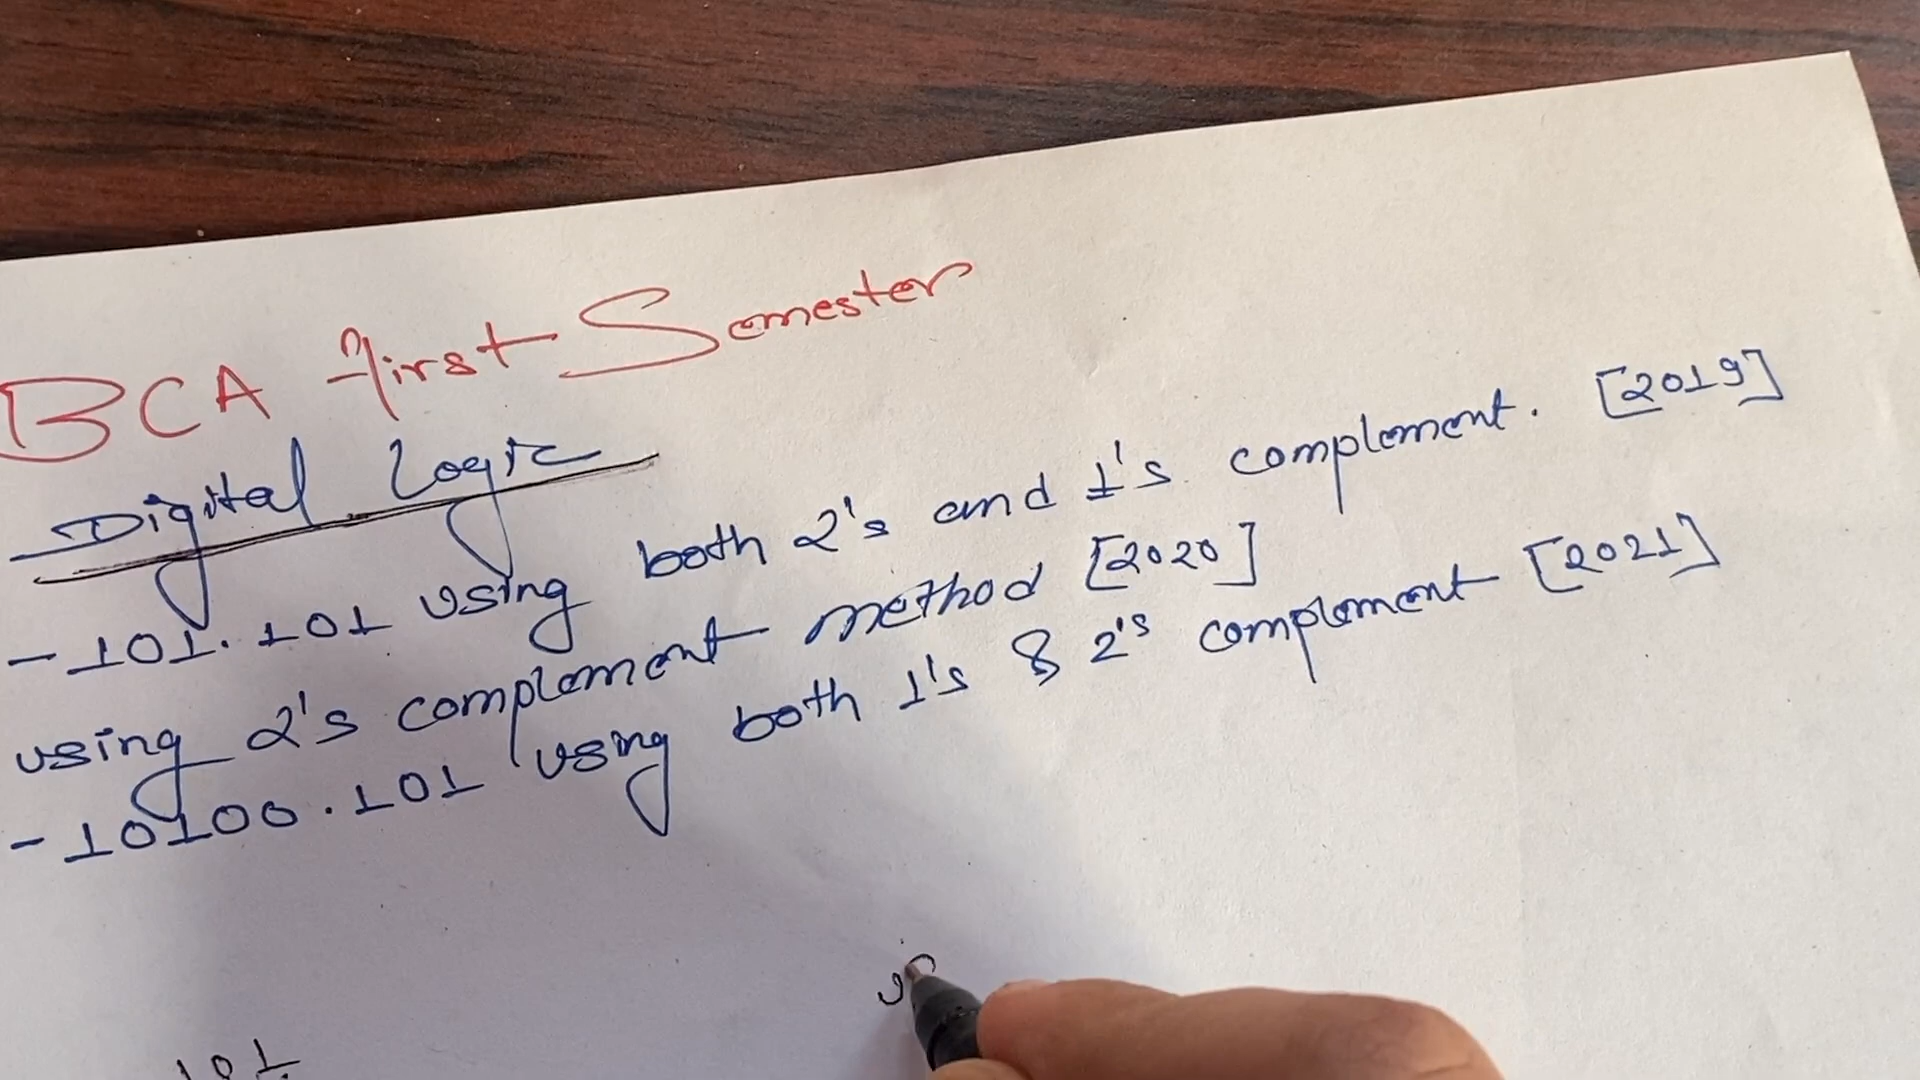 BCA first Semester
Digital Logic
- 101.101 using both 2's and 1's complement. [2019]
using 2's complement method [2020]
- 10100.101 using both 1's & 2's complement [2021]
101.